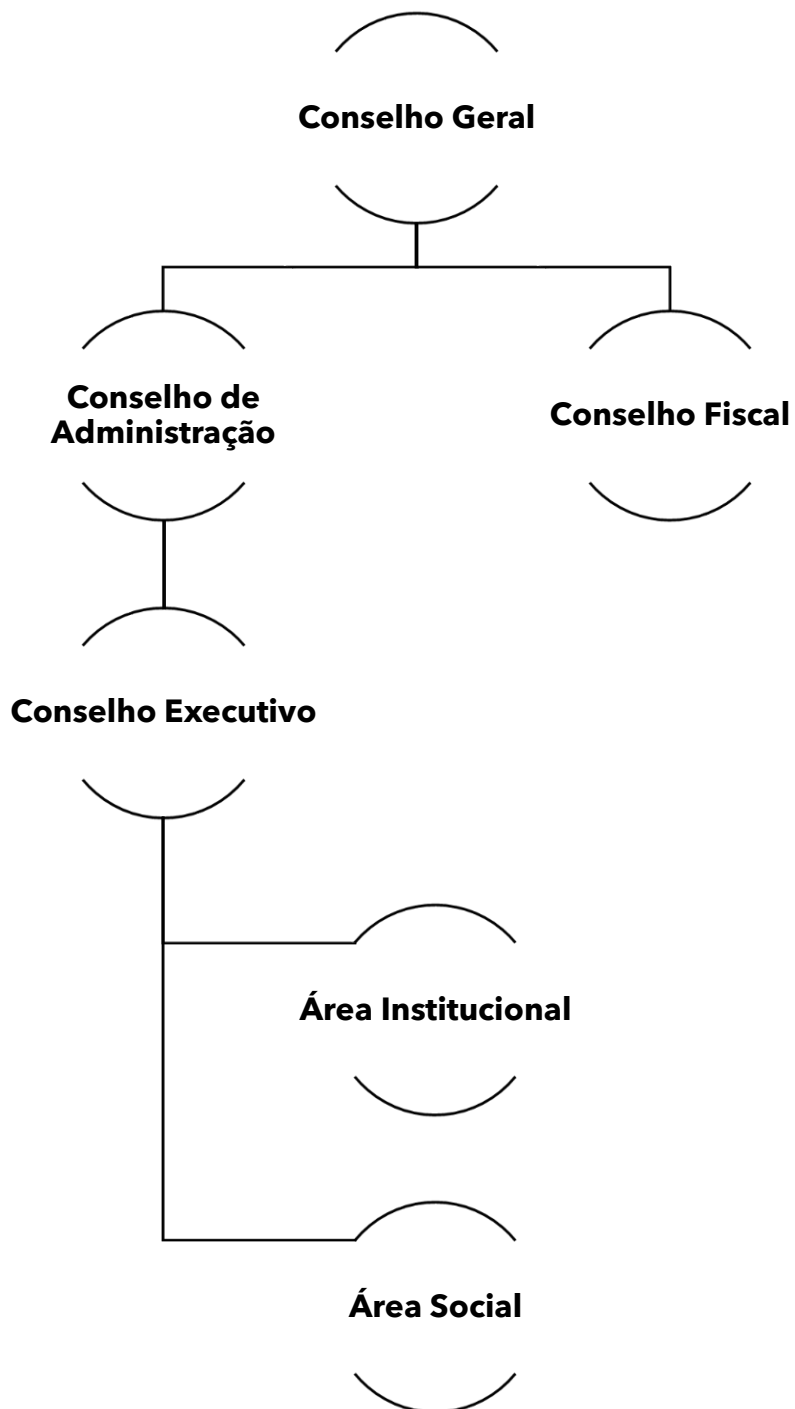 Conselho Geral
Conselho de
Administração
Conselho Fiscal
Conselho Executivo
Área Institucional
Área Social